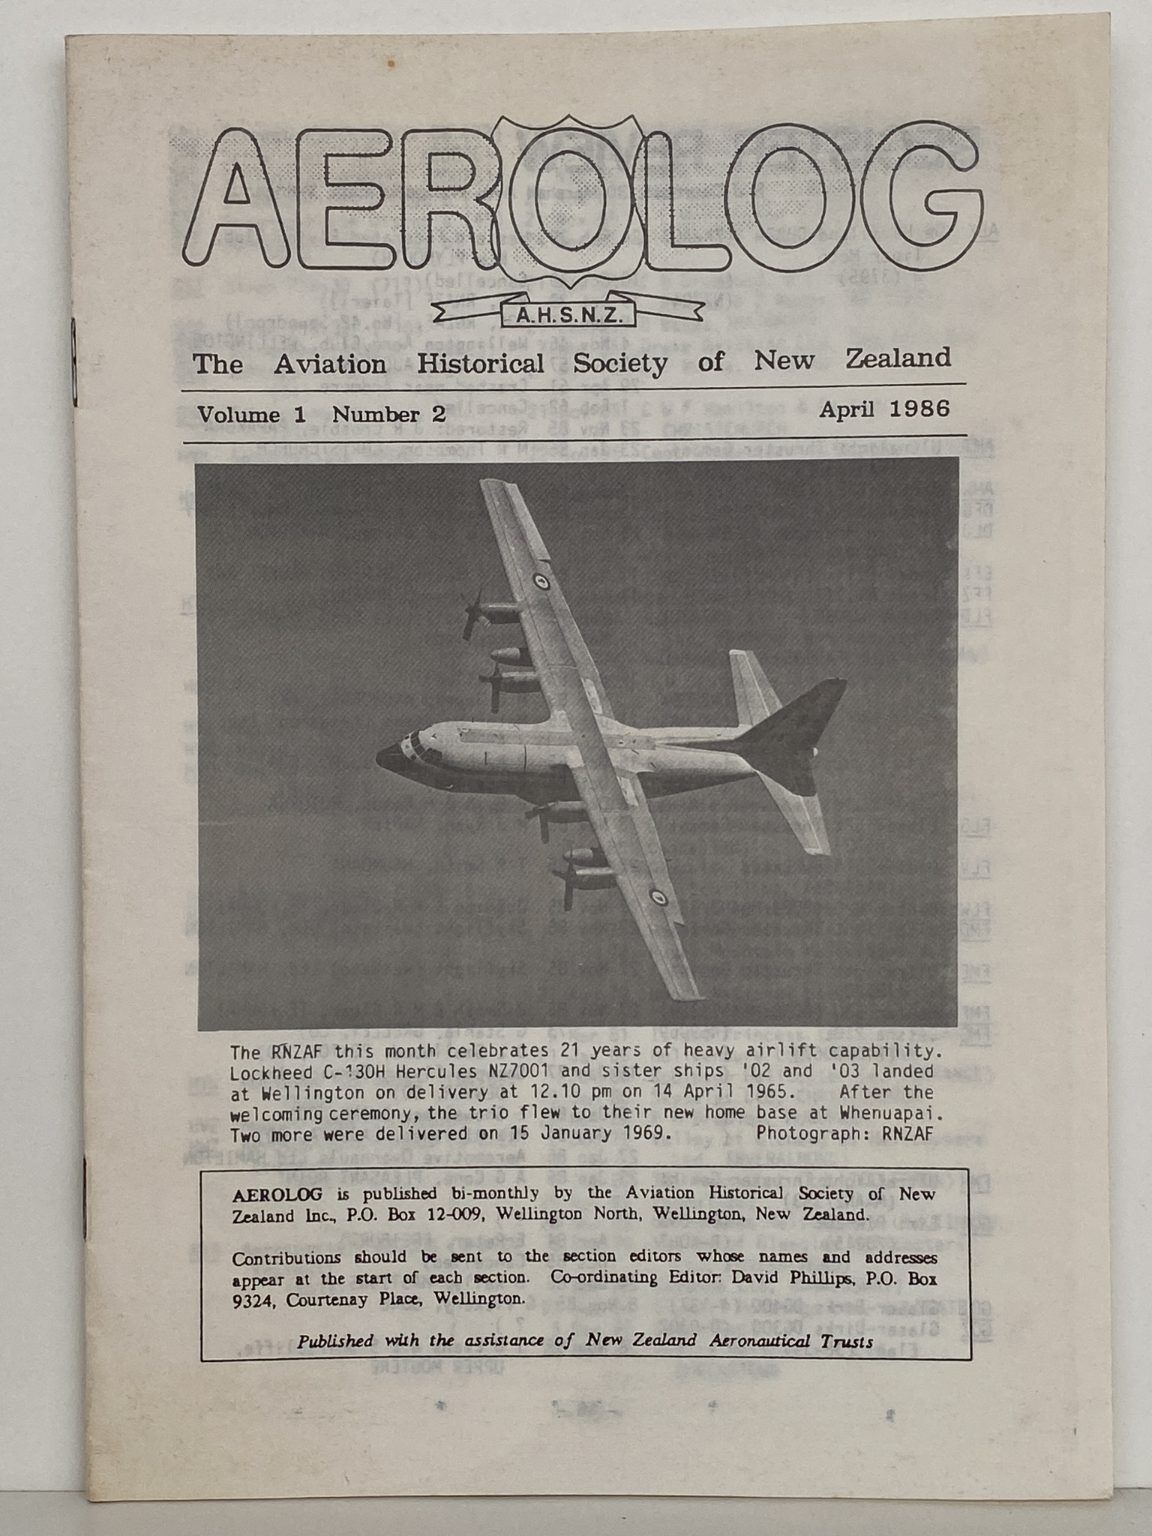 AEROLOG
A.H.S.N.Z.
The Aviation Historical Society of New Zealand
Volume 1 Number 2 April 1986
The RNZAF this month celebrates 21 years of heavy airlift capability.
Lockheed C-130H Hercules NZ7001 and sister ships '02 and '03 landed
at Wellington on delivery at 12.10 pm on 14 April 1965. After the
welcoming ceremony, the trio flew to their new home base at Whenuapai.
Two more were delivered on 15 January 1969. Photograph: RNZAF
AEROLOG is published bi-monthly by the Aviation Historical Society of New
Zealand Inc., P.O. Box 12-009, Wellington North, Wellington, New Zealand.
Contributions should be sent to the section editors whose names and addresses
appear at the start of each section. Co-ordinating Editor: David Phillips, P.O. Box
9324, Courtenay Place, Wellington.
Published with the assistance of New Zealand Aeronautical Trusts